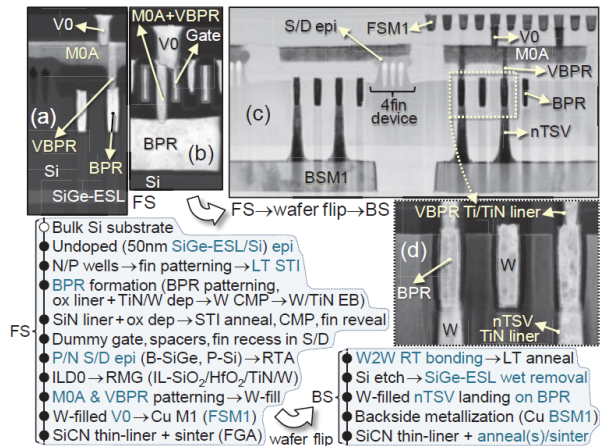 V0
M0A
(a)
VBPR
BPR
Si
SiGe-ESL
M0A+VBPR
V0
Gate
BPR
(b)
Si
FS
S/D epi
FSM1
V0
M0A
VBPR
(c)
4fin
device
BPR
nTSV
BSM1
FS→wafer flip→BS
VBPR Ti/TiN liner
(d)
W
BPR
nTSV
TiN liner
W
FS
Bulk Si substrate
Undoped (50nm SiGe-ESL/Si) epi
N/P wells→fin patterning→LT STI
BPR formation (BPR patterning,
ox liner+TiN/W dep→W CMP→W/TiN EB)
SiN liner+ox dep→STI anneal, CMP, fin reveal
Dummy gate, spacers, fin recess in S/D
P/N S/D epi (B-SiGe, P-Si)→RTA
ILD0→RMG (IL-SiO2/HfO2/TiN/W)
M0A & VBPR patterning→W-fill
W-filled V0→Cu M1 (FSM1)
SiCN thin-liner + sinter (FGA)
wafer flip
BS
W2W RT bonding→LT anneal
Si etch→SiGe-ESL wet removal
W-filled nTSV landing on BPR
Backside metallization (Cu BSM1)
SiCN thin-liner + anneal(s)/sinter